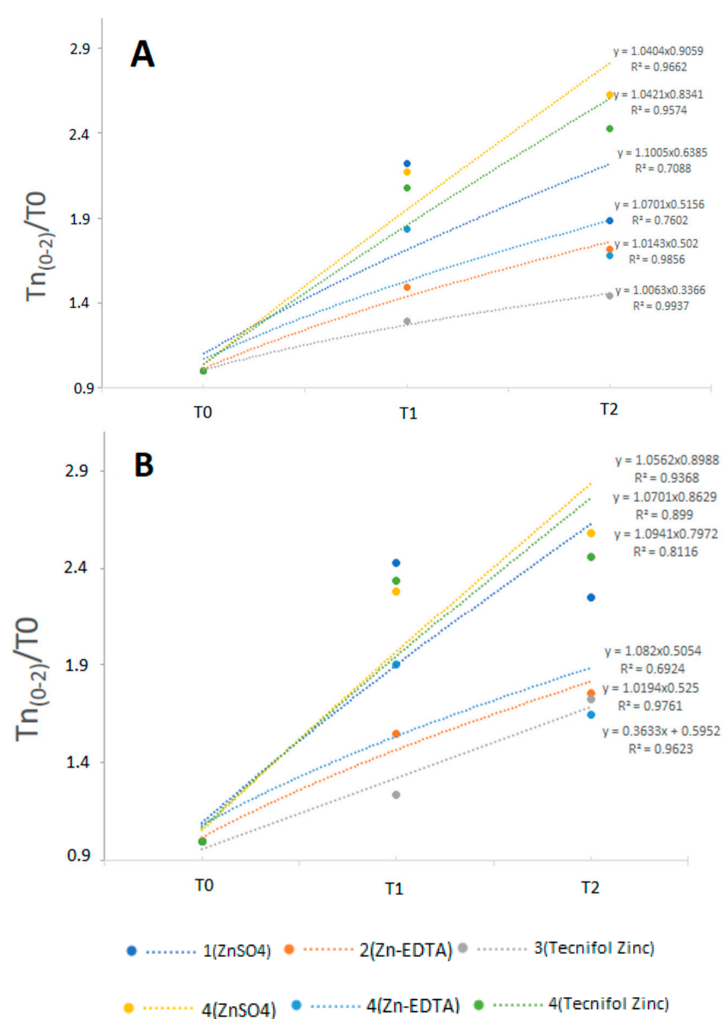 A
2.9
2.4
1.9
1.4
0.9
Tn(0-2)/T0
y = 1.0404x0.9059
R² = 0.9662
y = 1.0421x0.8341
R² = 0.9574
y = 1.1005x0.6385
R² = 0.7088
y = 1.0701x0.5156
R² = 0.7602
y = 1.0143x0.502
R² = 0.9856
y = 1.0063x0.3366
R² = 0.9937
T0 T1 T2
B
2.9
2.4
1.9
1.4
0.9
Tn(0-2)/T0
y = 1.0562x0.8988
R² = 0.9368
y = 1.0701x0.8629
R² = 0.899
y = 1.0941x0.7972
R² = 0.8116
y = 1.082x0.5054
R² = 0.6924
y = 1.0194x0.525
R² = 0.9761
y = 0.3633x + 0.5952
R² = 0.9623
T0 T1 T2
1(ZnSO4) 2(Zn-EDTA) 3(Tecnifol Zinc)
4(ZnSO4) 4(Zn-EDTA) 4(Tecnifol Zinc)